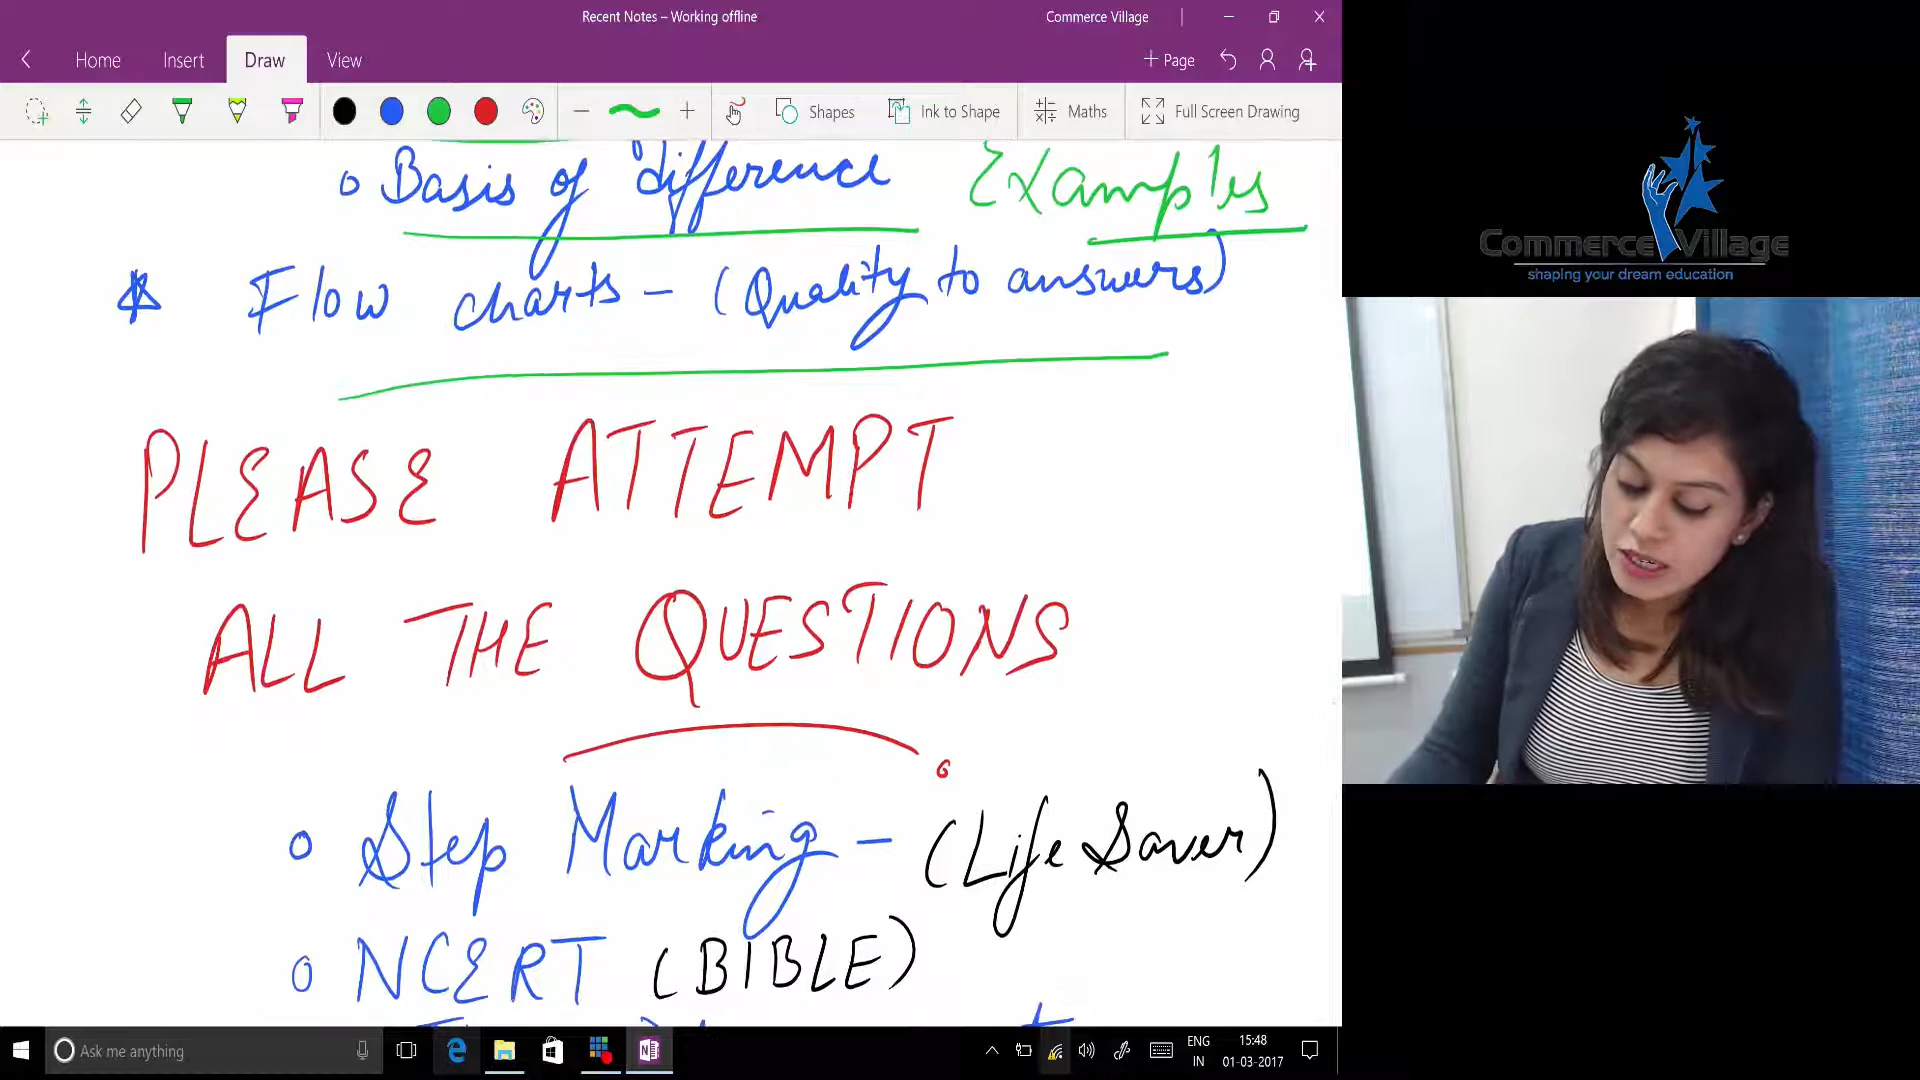 Recent Notes – Working offline
Commerce Village
Home Insert Draw View
Page
Shapes
Ink to Shape
Maths
Full Screen Drawing
Basis of difference Examples
Flow charts – (Quality to answers)
PLEASE ATTEMPT
ALL THE QUESTIONS
Step Marking – (Life Saver)
NCERT (BIBLE)
Commerce Village
shaping your dream education
Ask me anything
ENG
IN
15:48
01-03-2017